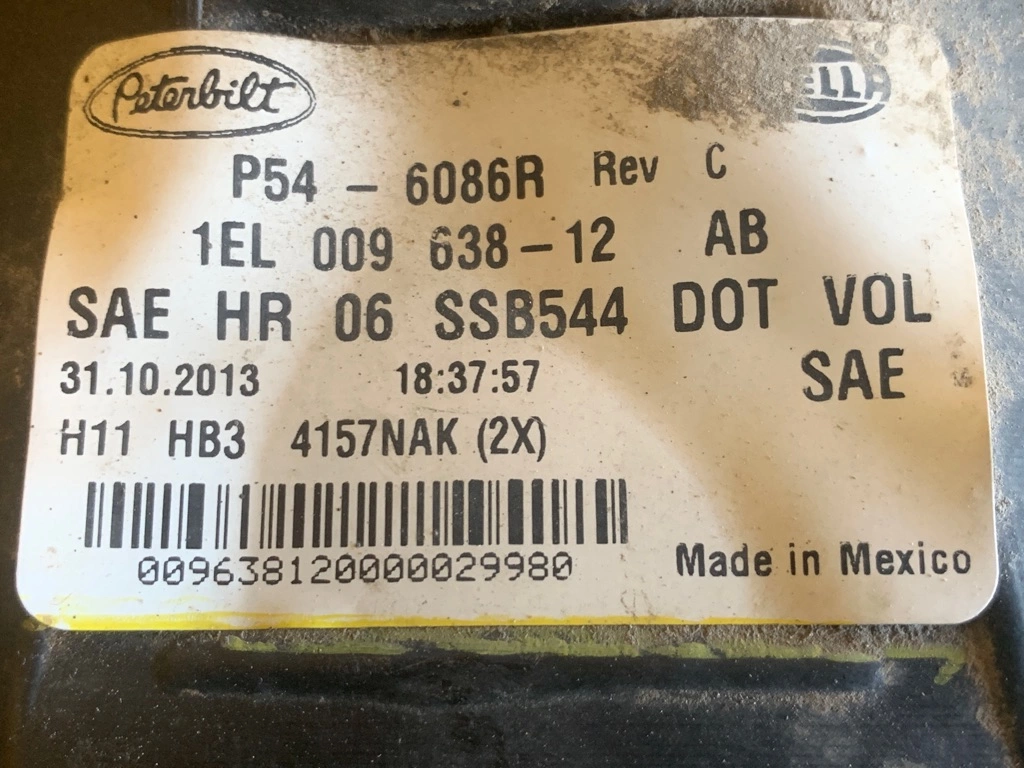 Peterbilt
P54 - 6086R Rev C
1EL 009 638-12 AB
SAE HR 06 SSB544 DOT VOL
31.10.2013 18:37:57 SAE
H11 HB3 4157NAK (2X)
009638120000029980
Made in Mexico